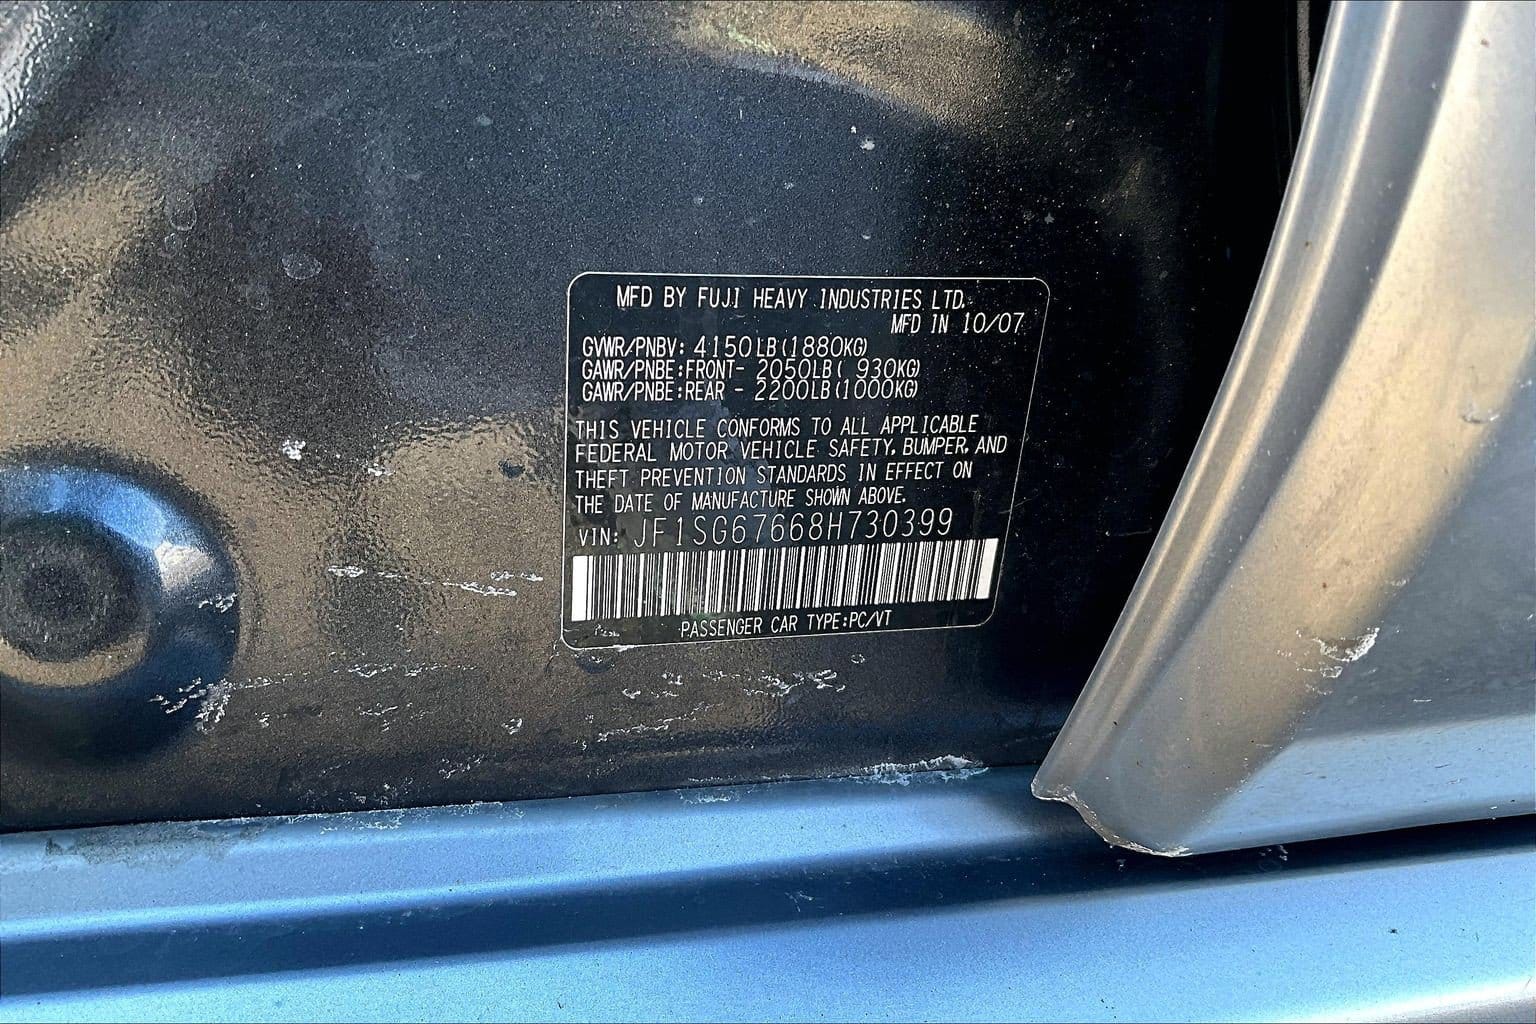 MFD BY FUJI HEAVY INDUSTRIES LTD.
MFD IN 10/07
GVWR/PNBV: 4150LB(1880KG)
GAWR/PNBE:FRONT- 2050LB( 930KG)
GAWR/PNBE:REAR - 2200LB(1000KG)
THIS VEHICLE CONFORMS TO ALL APPLICABLE
FEDERAL MOTOR VEHICLE SAFETY, BUMPER, AND
THEFT PREVENTION STANDARDS IN EFFECT ON
THE DATE OF MANUFACTURE SHOWN ABOVE.
VIN: JF1SG67668H730399
PASSENGER CAR TYPE:PC/VT